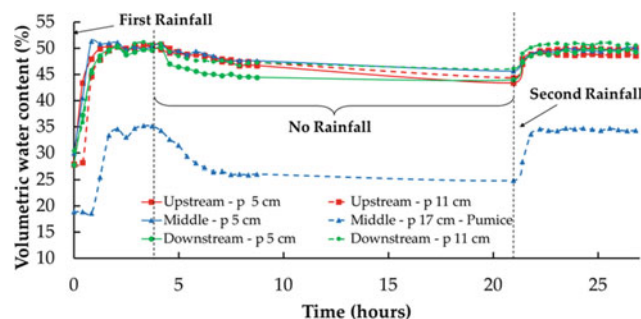 First Rainfall
55
50
45
40
35
30
25
20
15
10
Volumetric water content (%)
No Rainfall
Second Rainfall
Upstream - p 5 cm
Upstream - p 11 cm
Middle - p 5 cm
Middle - p 17 cm - Pumice
Downstream - p 5 cm
Downstream - p 11 cm
0 5 10 15 20 25
Time (hours)